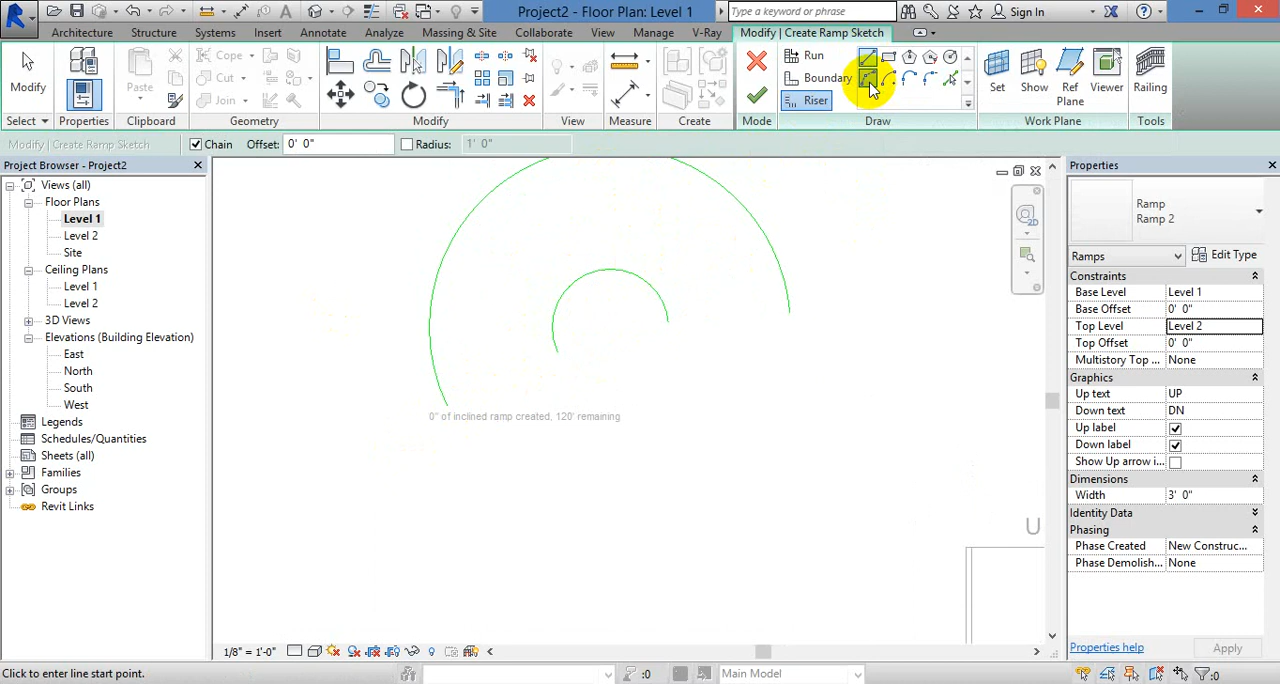 Project2 - Floor Plan: Level 1
Type a keyword or phrase
Sign In
Architecture Structure Systems Insert Annotate Analyze Massing & Site Collaborate View V-Ray Manage Modify | Create Ramp Sketch
Modify
Paste
Cope
Cut
Join
Run
Boundary
Riser
Set Show Ref Plane Viewer Railing
Select Properties Clipboard Geometry Modify View Measure Create Mode Draw Work Plane Tools
Modify | Create Ramp Sketch
Chain Offset: 0' 0" Radius: 1' 0"
Project Browser - Project2
Views (all)
Floor Plans
Level 1
Level 2
Site
Ceiling Plans
Level 1
Level 2
3D Views
Elevations (Building Elevation)
East
North
South
West
Legends
Schedules/Quantities
Sheets (all)
Families
Groups
Revit Links
2D
0" of inclined ramp created, 120' remaining
U
1/8" = 1'-0"
Properties
Ramp
Ramp 2
Ramps
Edit Type
Constraints
Base Level Level 1
Base Offset 0' 0"
Top Level Level 2
Top Offset 0' 0"
Multistory Top ... None
Graphics
Up text UP
Down text DN
Up label
Down label
Show Up arrow i...
Dimensions
Width 3' 0"
Identity Data
Phasing
Phase Created New Construc...
Phase Demolish... None
Properties help
Apply
Click to enter line start point.
:0
Main Model
:0